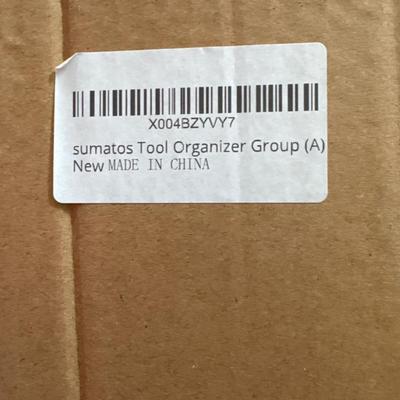 X004BZYVY7
sumatos Tool Organizer Group (A)
New MADE IN CHINA